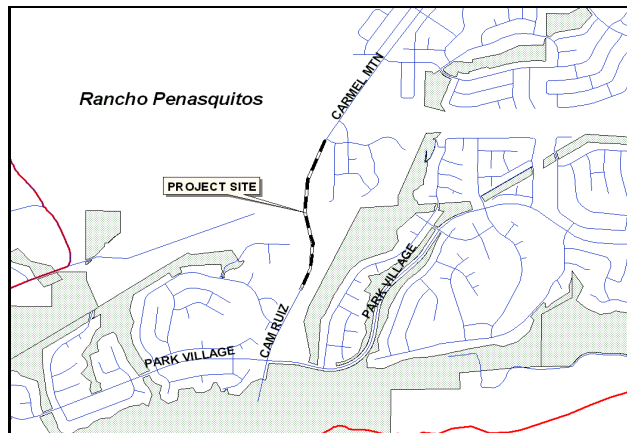 CARMEL MTN
Rancho Penasquitos
PROJECT SITE
PARK VILLAGE
CAM RUIZ
PARK VILLAGE